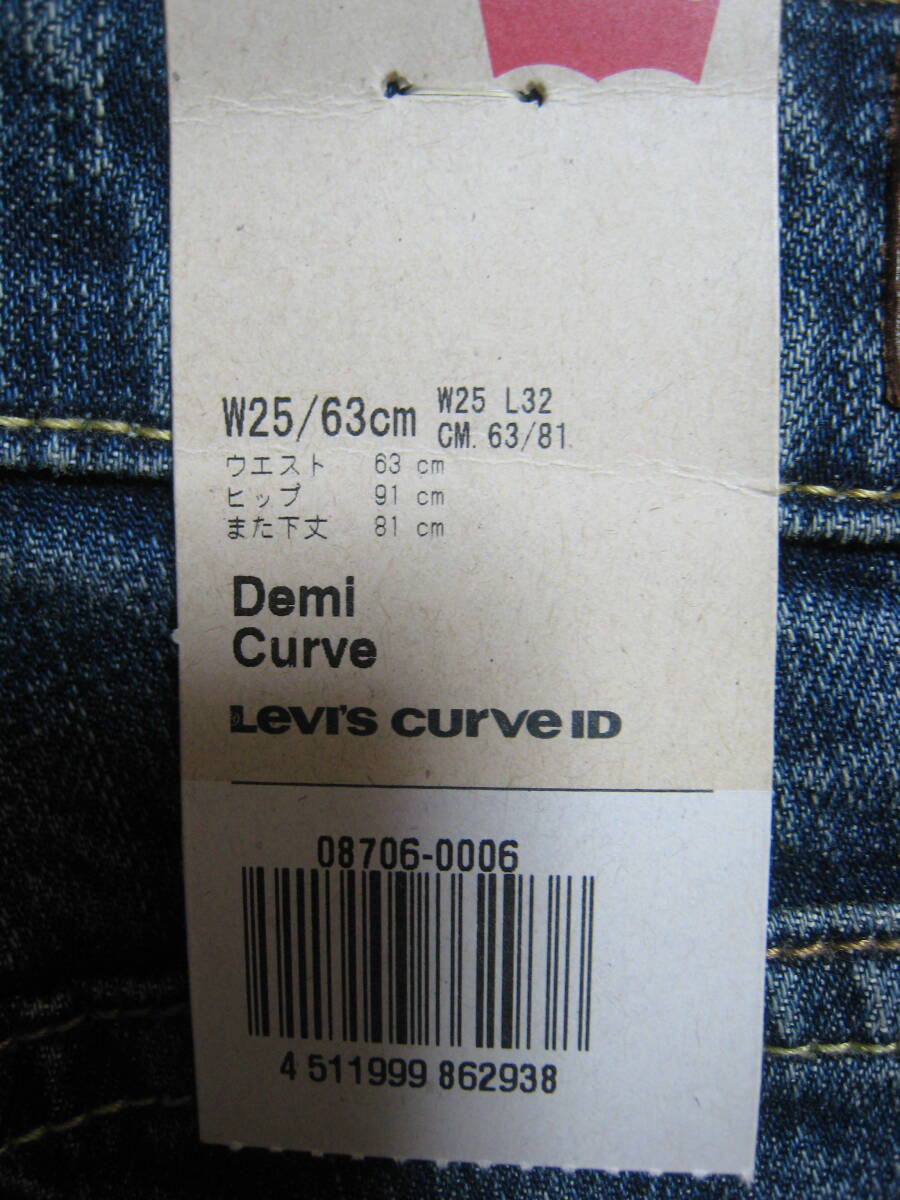 W25/63cm
W25 L32
CM. 63/81
ウエスト 63 cm
ヒップ 91 cm
また下丈 81 cm
Demi
Curve
Levi's curve ID
08706-0006
4 511999 862938